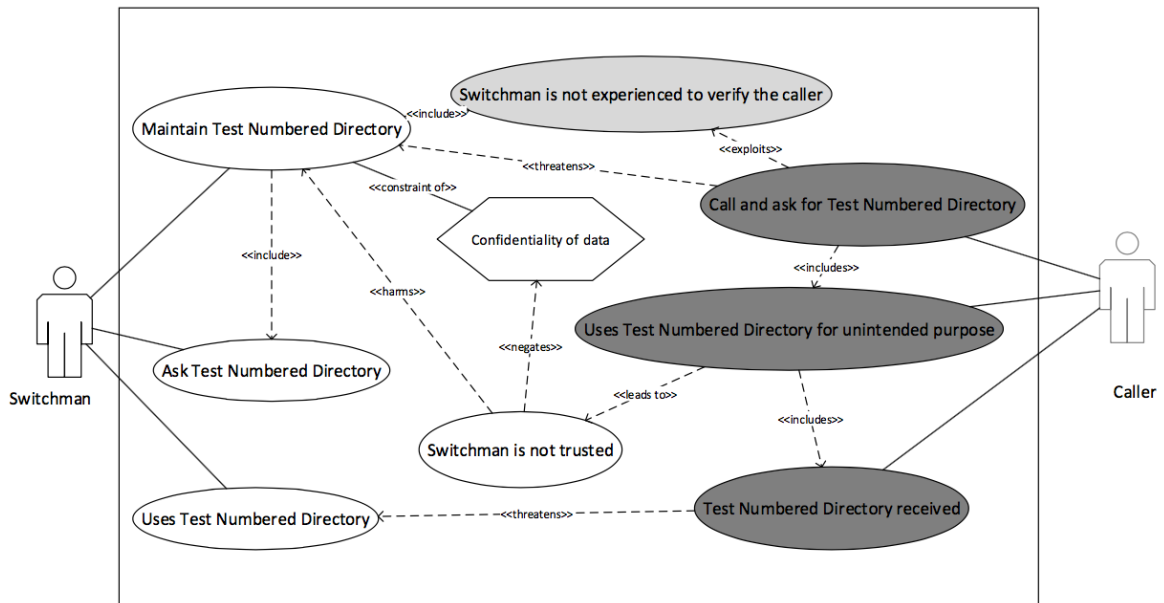 Switchman is not experienced to verify the caller
<<include>>
Maintain Test Numbered Directory
<<exploits>>
<<threatens>>
<<constraint of>>
Call and ask for Test Numbered Directory
Confidentiality of data
<<include>>
<<includes>>
<<harms>>
Uses Test Numbered Directory for unintended purpose
<<negates>>
Ask Test Numbered Directory
Switchman
<<leads to>>
Caller
<<includes>>
Switchman is not trusted
Test Numbered Directory received
<<threatens>>
Uses Test Numbered Directory